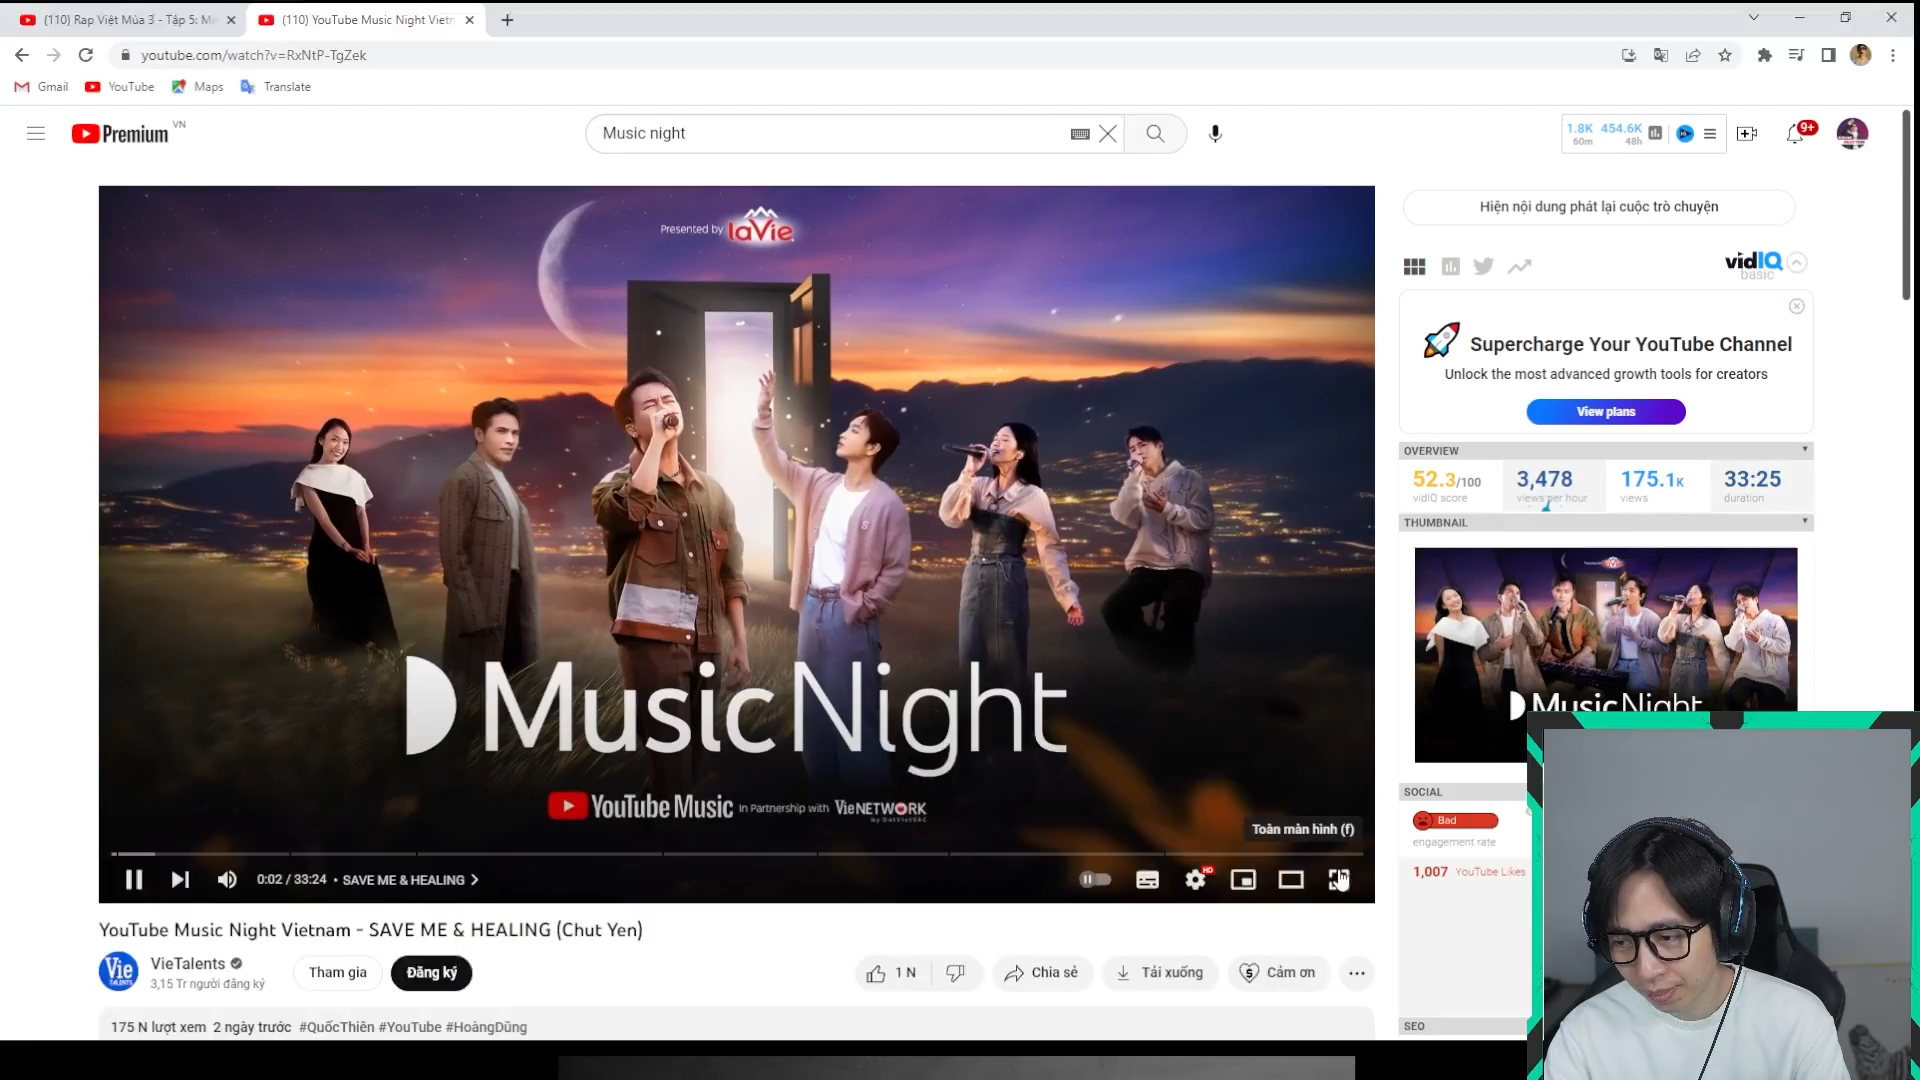 (110) Rap Việt Mùa 3 - Tập 5: M
(110) YouTube Music Night Vietn
youtube.com/watch?v=RxNtP-TgZek
Gmail
YouTube
Maps
Translate
Premium VN
Music night
1.8K 454.6K
60m 48h
9+
Hiện nội dung phát lại cuộc trò chuyện
vidIQ
basic
Supercharge Your YouTube Channel
Unlock the most advanced growth tools for creators
View plans
OVERVIEW
52.3/100 3,478 175.1K 33:25
vidIQ score views per hour views duration
THUMBNAIL
MusicNight
SOCIAL
Bad
engagement rate
1,007 YouTube Likes
SEO
Presented by laVie
S
MusicNight
YouTube Music In Partnership with VieNETWORK
by DatVietVAC
Toàn màn hình (f)
0:02 / 33:24 • SAVE ME & HEALING
HD
YouTube Music Night Vietnam - SAVE ME & HEALING (Chut Yen)
Vie
TALENTS
VieTalents
3,15 Tr người đăng ký
Tham gia
Đăng ký
1 N
Chia sẻ
Tải xuống
Cảm ơn
175 N lượt xem 2 ngày trước #QuốcThiên #YouTube #HoàngDũng